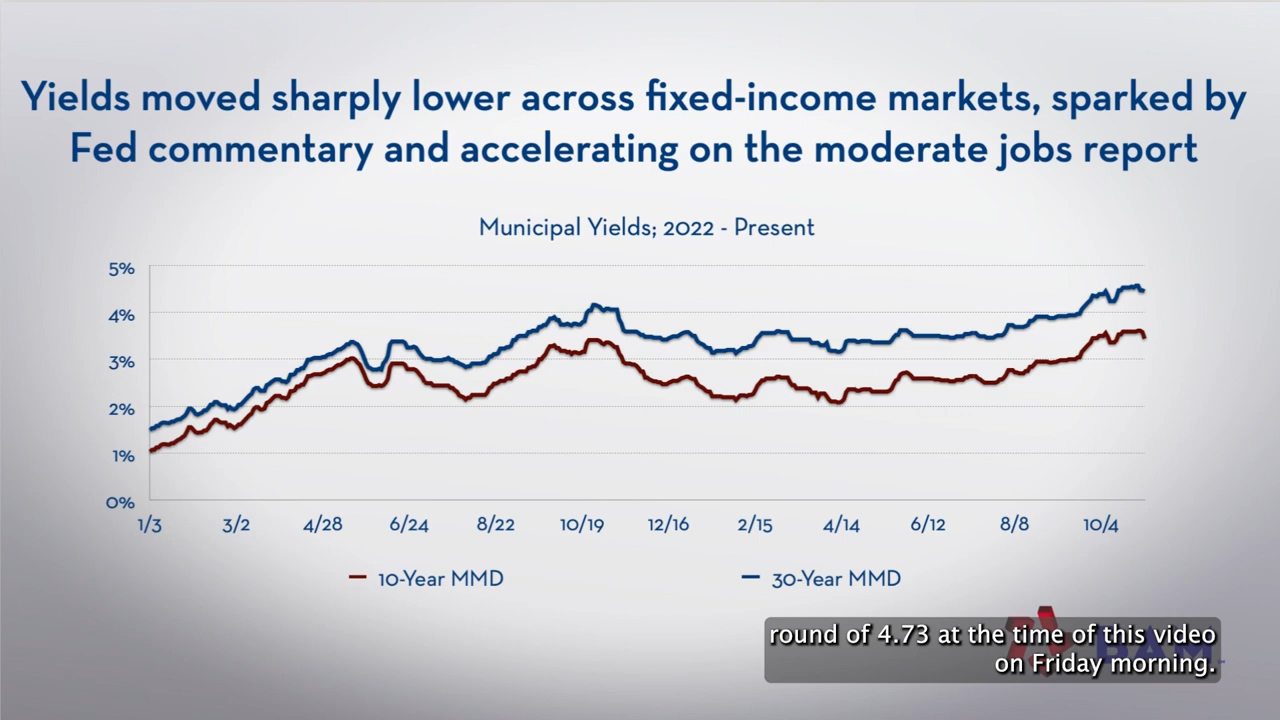 Yields moved sharply lower across fixed-income markets, sparked by
Fed commentary and accelerating on the moderate jobs report
Municipal Yields; 2022 - Present
5%
4%
3%
2%
1%
0%
1/3 3/2 4/28 6/24 8/22 10/19 12/16 2/15 4/14 6/12 8/8 10/4
10-Year MMD 30-Year MMD
BAM
round of 4.73 at the time of this video
on Friday morning.